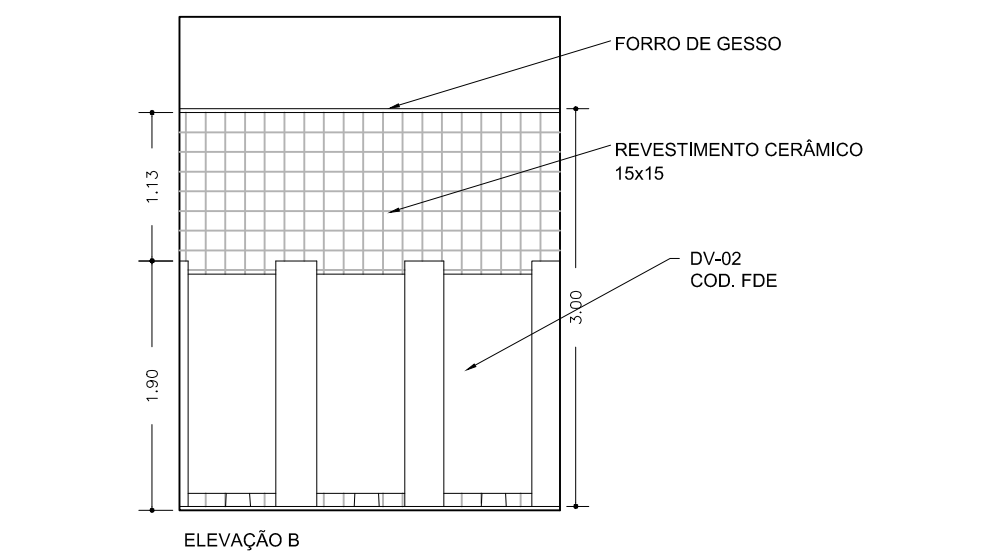 FORRO DE GESSO
REVESTIMENTO CERÂMICO
15x15
1.13
DV-02
COD. FDE
3.00
1.90
ELEVAÇÃO B